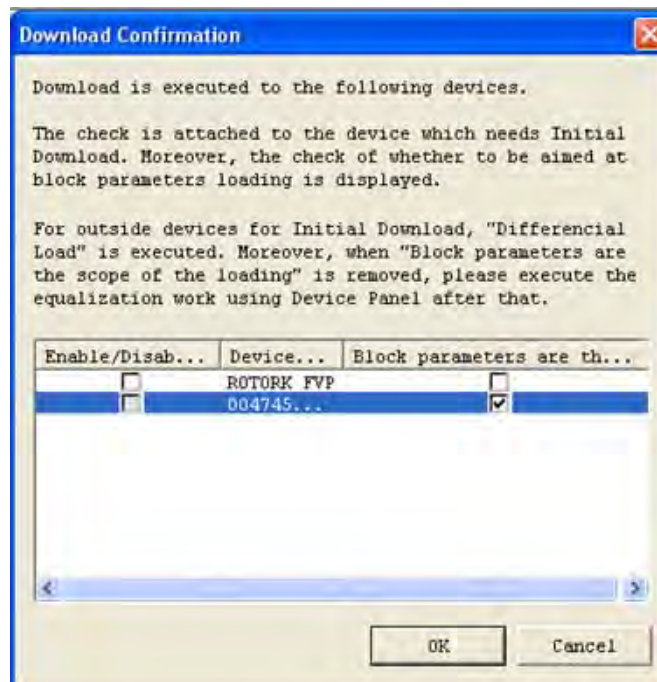 Download Confirmation
Download is executed to the following devices.
The check is attached to the device which needs Initial
Download. Moreover, the check of whether to be aimed at
block parameters loading is displayed.
For outside devices for Initial Download, "Differencial
Load" is executed. Moreover, when "Block parameters are
the scope of the loading" is removed, please execute the
equalization work using Device Panel after that.
Enable/Disab... Device... Block parameters are th...
ROTORK FVP
004745...
OK Cancel